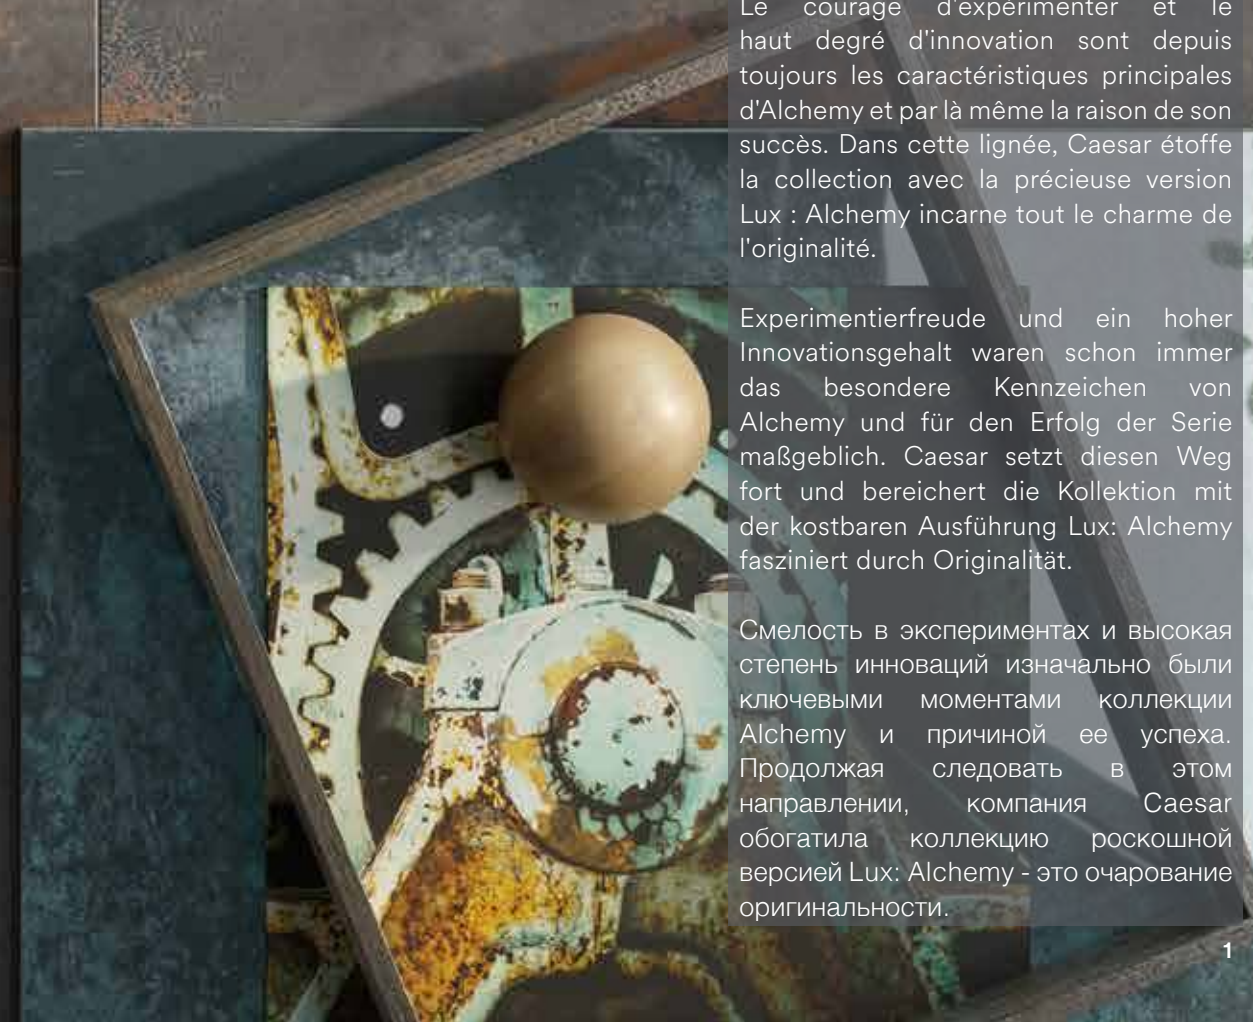 Le courage d'expérimenter et le
haut degré d'innovation sont depuis
toujours les caractéristiques principales
d'Alchemy et par là même la raison de son
succès. Dans cette lignée, Caesar étoffe
la collection avec la précieuse version
Lux : Alchemy incarne tout le charme de
l'originalité.
Experimentierfreude und ein hoher
Innovationsgehalt waren schon immer
das besondere Kennzeichen von
Alchemy und für den Erfolg der Serie
maßgeblich. Caesar setzt diesen Weg
fort und bereichert die Kollektion mit
der kostbaren Ausführung Lux: Alchemy
fasziniert durch Originalität.
Смелость в экспериментах и высокая
степень инноваций изначально были
ключевыми моментами коллекции
Alchemy и причиной ее успеха.
Продолжая следовать в этом
направлении, компания Caesar
обогатила коллекцию роскошной
версией Lux: Alchemy - это очарование
оригинальности.
1